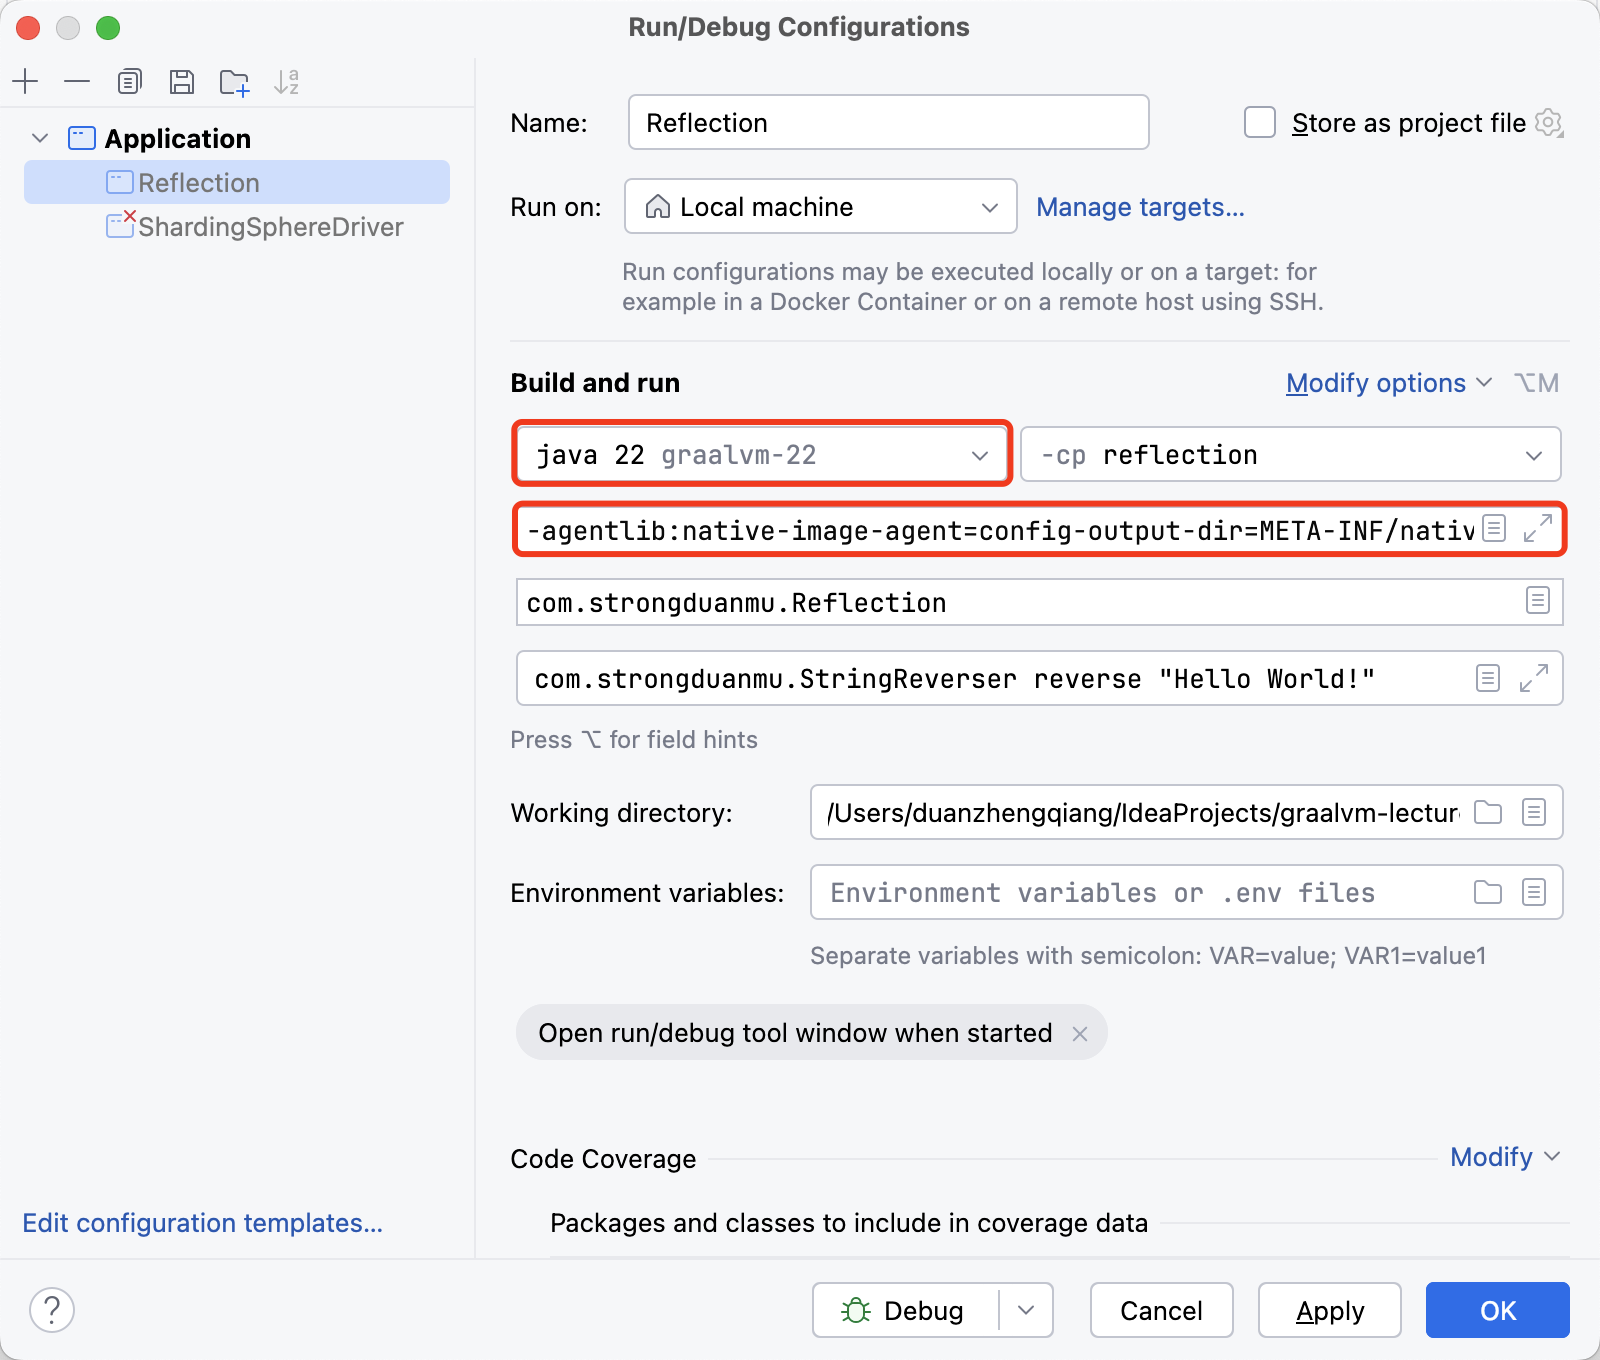 Run/Debug Configurations
Application
Reflection
ShardingSphereDriver
Edit configuration templates...
Name: Reflection Store as project file
Run on: Local machine Manage targets...
Run configurations may be executed locally or on a target: for
example in a Docker Container or on a remote host using SSH.
Build and run Modify options ⌥M
java 22 graalvm-22 -cp reflection
-agentlib:native-image-agent=config-output-dir=META-INF/nativ
com.strongduanmu.Reflection
com.strongduanmu.StringReverser reverse "Hello World!"
Press ⌥ for field hints
Working directory: /Users/duanzhengqiang/IdeaProjects/graalvm-lectur
Environment variables: Environment variables or .env files
Separate variables with semicolon: VAR=value; VAR1=value1
Open run/debug tool window when started
Code Coverage Modify
Packages and classes to include in coverage data
? Debug Cancel Apply OK